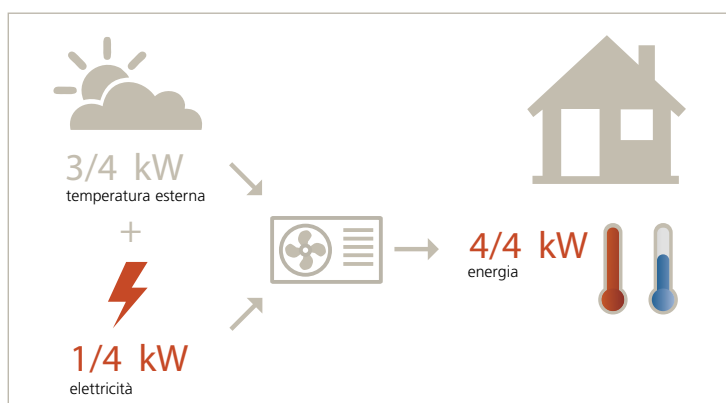 3/4 kW
temperatura esterna
+
1/4 kW
elettricità
4/4 kW
energia